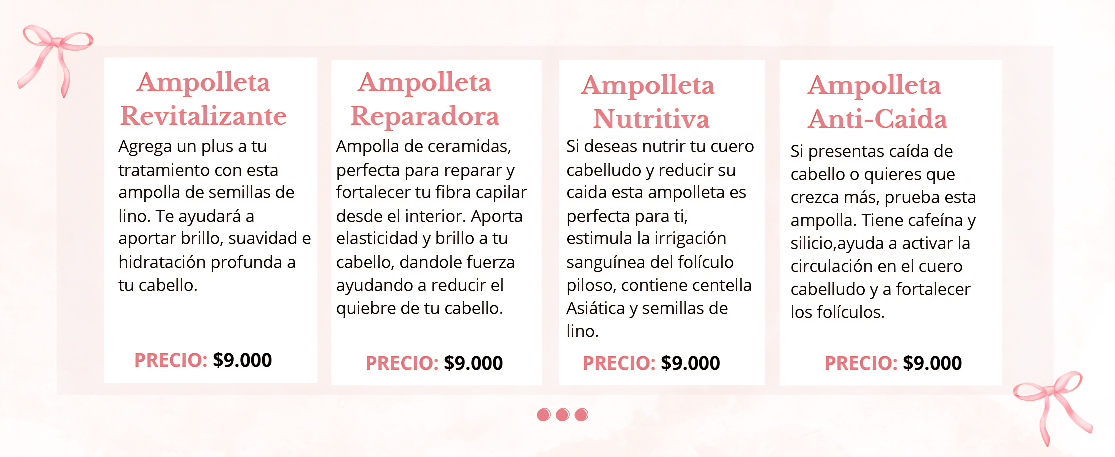 Ampolleta
Revitalizante
Agrega un plus a tu
tratamiento con esta
ampolla de semillas de
lino. Te ayudará a
aportar brillo, suavidad e
hidratación profunda a
tu cabello.
PRECIO: $9.000
Ampolleta
Reparadora
Ampolla de ceramidas,
perfecta para reparar y
fortalecer tu fibra capilar
desde el interior. Aporta
elasticidad y brillo a tu
cabello, dandole fuerza
ayudando a reducir el
quiebre de tu cabello.
PRECIO: $9.000
Ampolleta
Nutritiva
Si deseas nutrir tu cuero
cabelludo y reducir su
caida esta ampolleta es
perfecta para ti,
estimula la irrigación
sanguínea del folículo
piloso, contiene centella
Asiática y semillas de
lino.
PRECIO: $9.000
Ampolleta
Anti-Caida
Si presentas caída de
cabello o quieres que
crezca más, prueba esta
ampolla. Tiene cafeína y
silicio,ayuda a activar la
circulación en el cuero
cabelludo y a fortalecer
los folículos.
PRECIO: $9.000